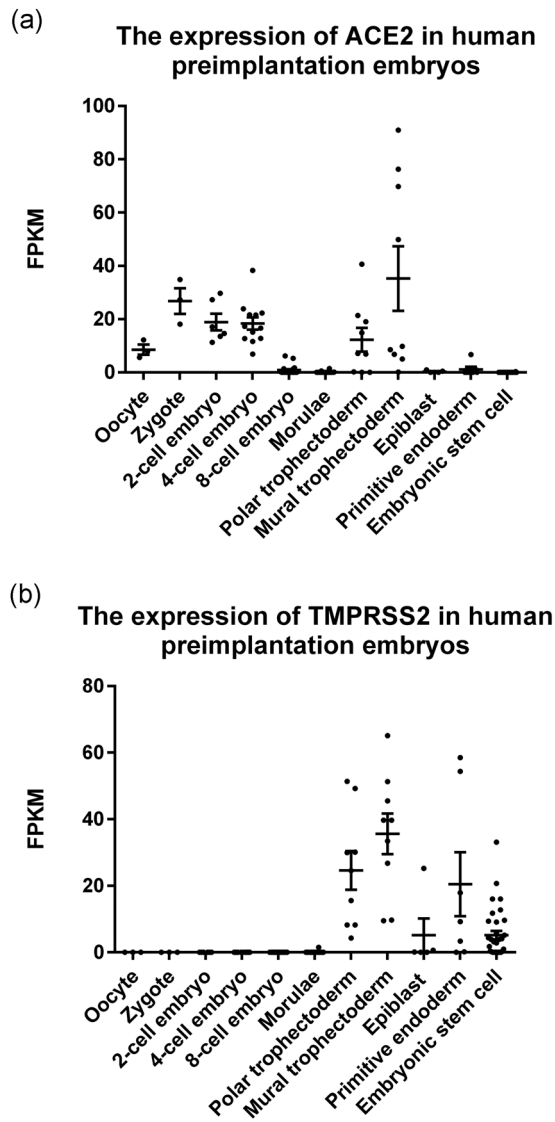 (a)
The expression of ACE2 in human
preimplantation embryos
100
80
60
40
20
0
FPKM
Oocyte
Zygote
2-cell embryo
4-cell embryo
8-cell embryo
Morulae
Polar trophectoderm
Mural trophectoderm
Epiblast
Primitive endoderm
Embryonic stem cell
(b)
The expression of TMPRSS2 in human
preimplantation embryos
80
60
40
20
0
FPKM
Oocyte
Zygote
2-cell embryo
4-cell embryo
8-cell embryo
Morulae
Polar trophectoderm
Mural trophectoderm
Epiblast
Primitive endoderm
Embryonic stem cell